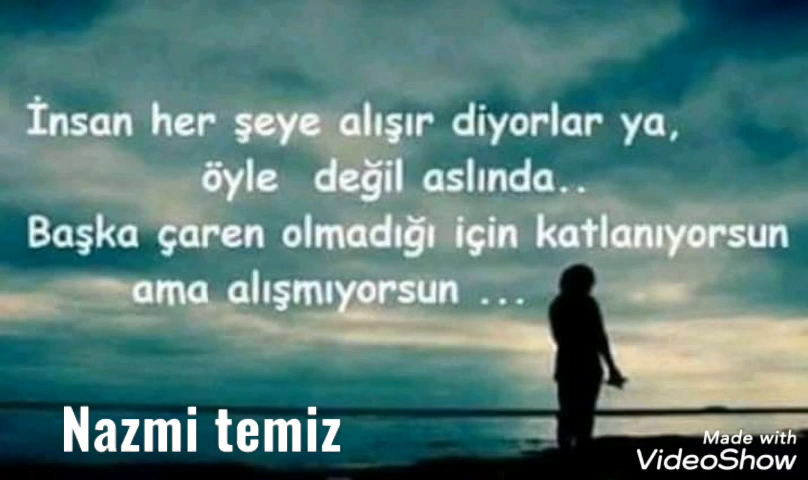 İnsan her şeye alışır diyorlar ya,
öyle değil aslında..
Başka çaren olmadığı için katlanıyorsun
ama alışmıyorsun ...
Nazmi temiz
Made with
VideoShow